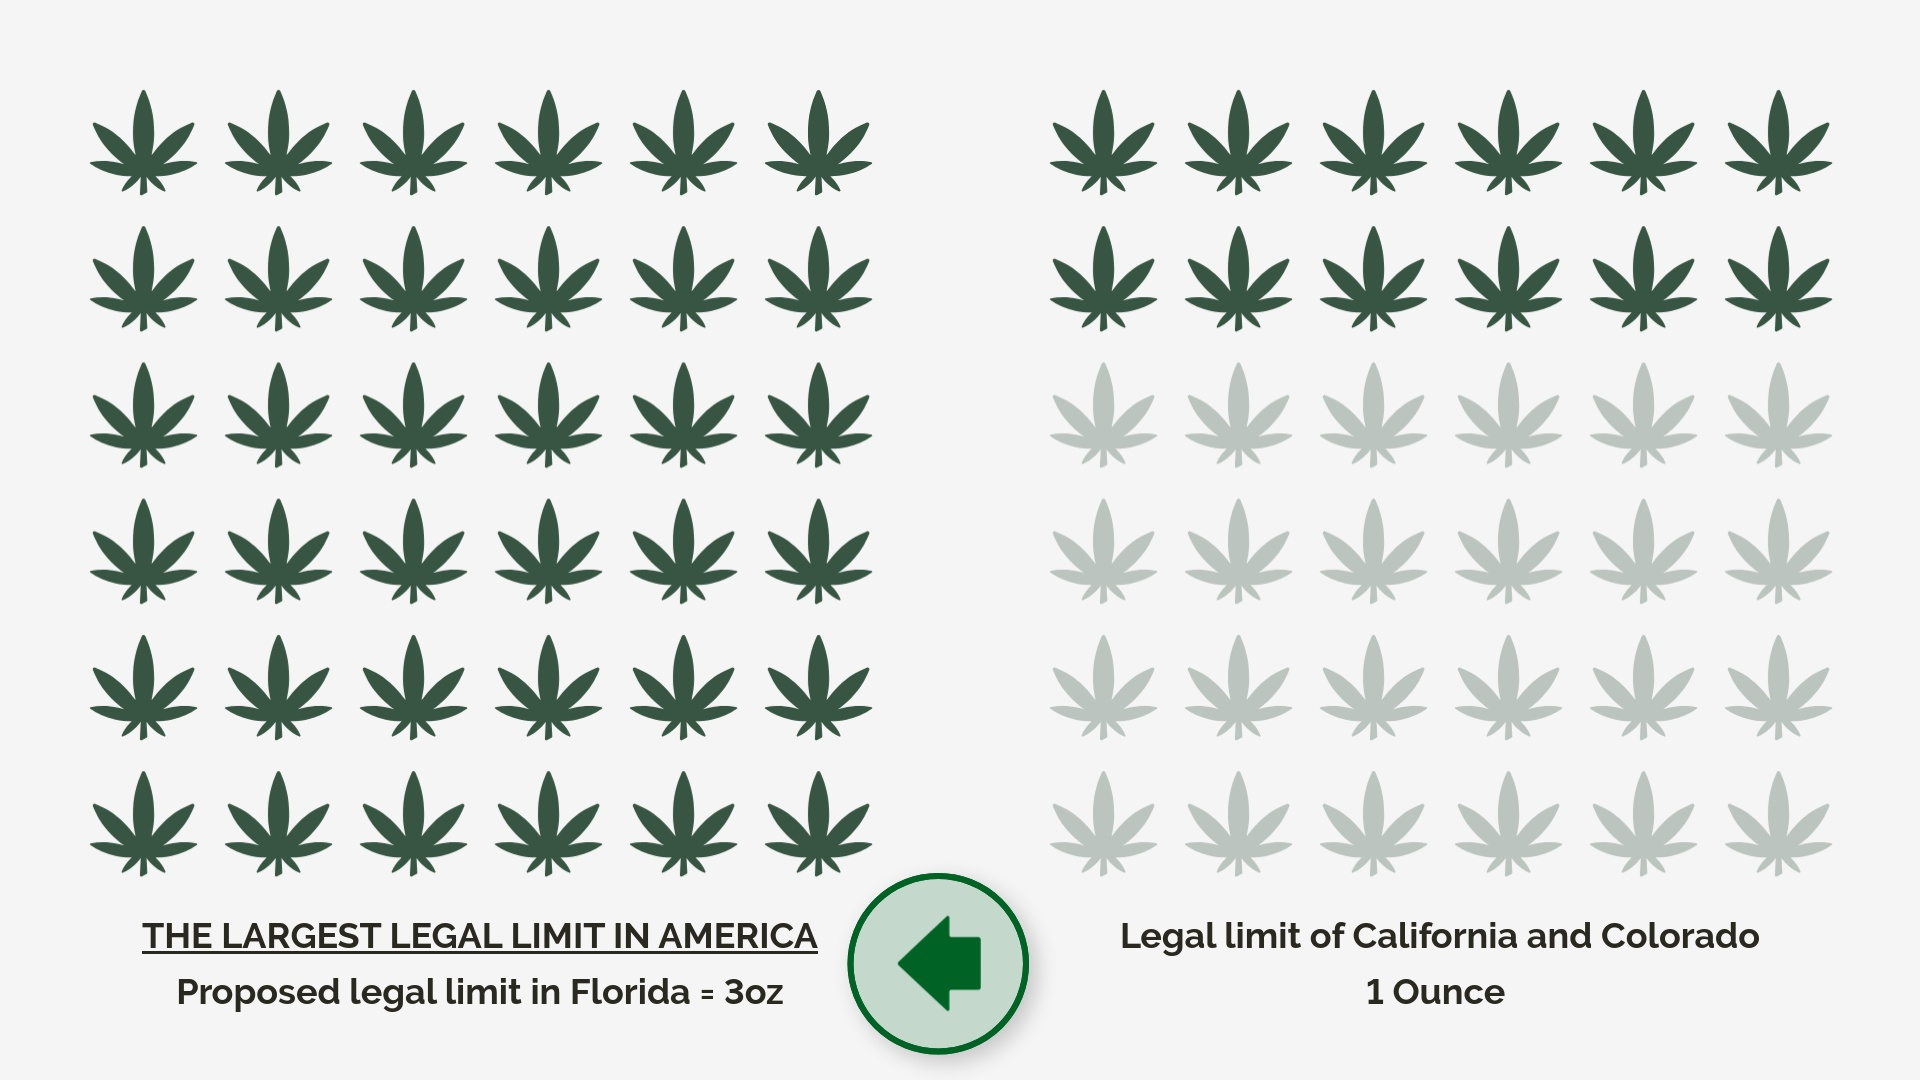 THE LARGEST LEGAL LIMIT IN AMERICA
Proposed legal limit in Florida = 3oz
Legal limit of California and Colorado
1 Ounce